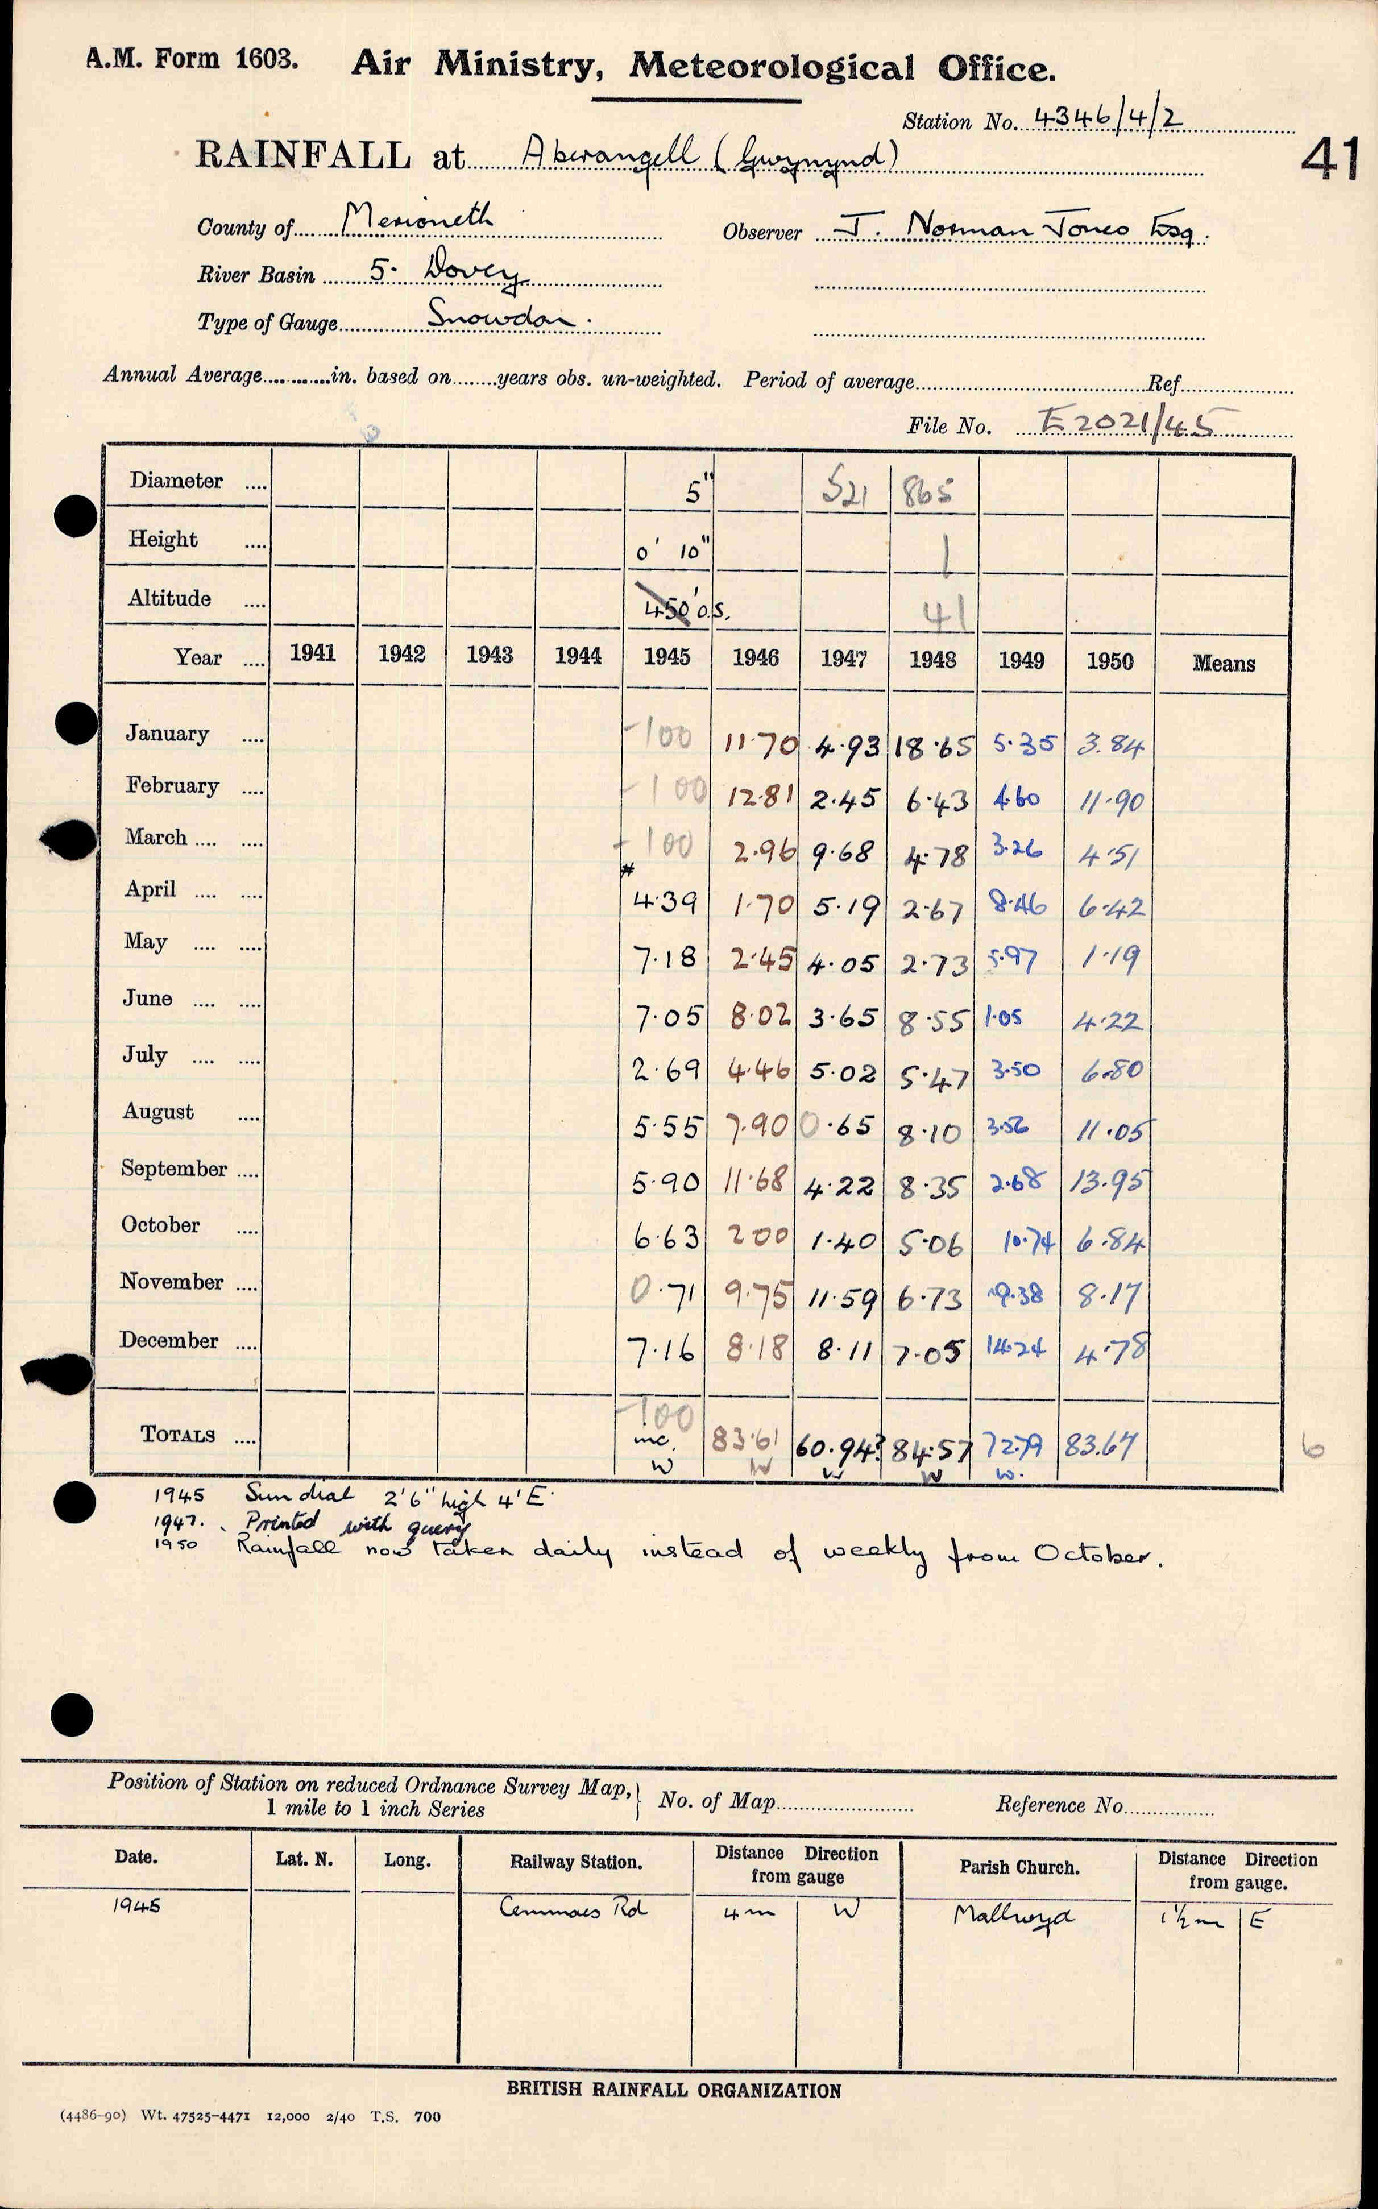 A.M. Form 1603. Air Ministry, Meteorological Office.
Station No. 4346/4/2
41
RAINFALL at Aberangell (Gwynynd)
County of Merioneth Observer J. Norman Jones Esq.
River Basin 5. Dovey
Type of Gauge Snowdon.
Annual Average in. based on years obs. un-weighted. Period of average Ref
File No. E2021/45
Diameter 5" 521 865
Height 0' 10" 1
Altitude 450' o.s. 41
Year 1941 1942 1943 1944 1945 1946 1947 1948 1949 1950 Means
January -100 11.70 4.93 18.65 5.35 3.84
February -100 12.81 2.45 6.43 4.60 11.90
March -100 2.96 9.68 4.78 3.26 4.51
April * 4.39 1.70 5.19 2.67 8.46 6.42
May 7.18 2.45 4.05 2.73 5.97 1.19
June 7.05 8.02 3.65 8.55 1.05 4.22
July 2.69 4.46 5.02 5.47 3.50 6.80
August 5.55 7.90 0.65 8.10 3.56 11.05
September 5.90 11.68 4.22 8.35 2.68 13.95
October 6.63 2.00 1.40 5.06 10.74 6.84
November 0.71 9.75 11.59 6.73 9.38 8.17
December 7.16 8.18 8.11 7.05 14.24 4.78
-100
TOTALS inc. 83.61 60.94? 84.57 72.79 83.67 6
W W W W W.
1945 Sun dial 2'6" high 4' E
1947. Printed with query
1950 Rainfall now taken daily instead of weekly from October.
Position of Station on reduced Ordnance Survey Map, No. of Map Reference No.
1 mile to 1 inch Series
Date. Lat. N. Long. Railway Station. Distance Direction from gauge Parish Church. Distance Direction from gauge.
1945 Cemmaes Rd 4m W Mallwyd 1½m E
BRITISH RAINFALL ORGANIZATION
(4486-90) Wt. 47525-4471 12,000 2/40 T.S. 700